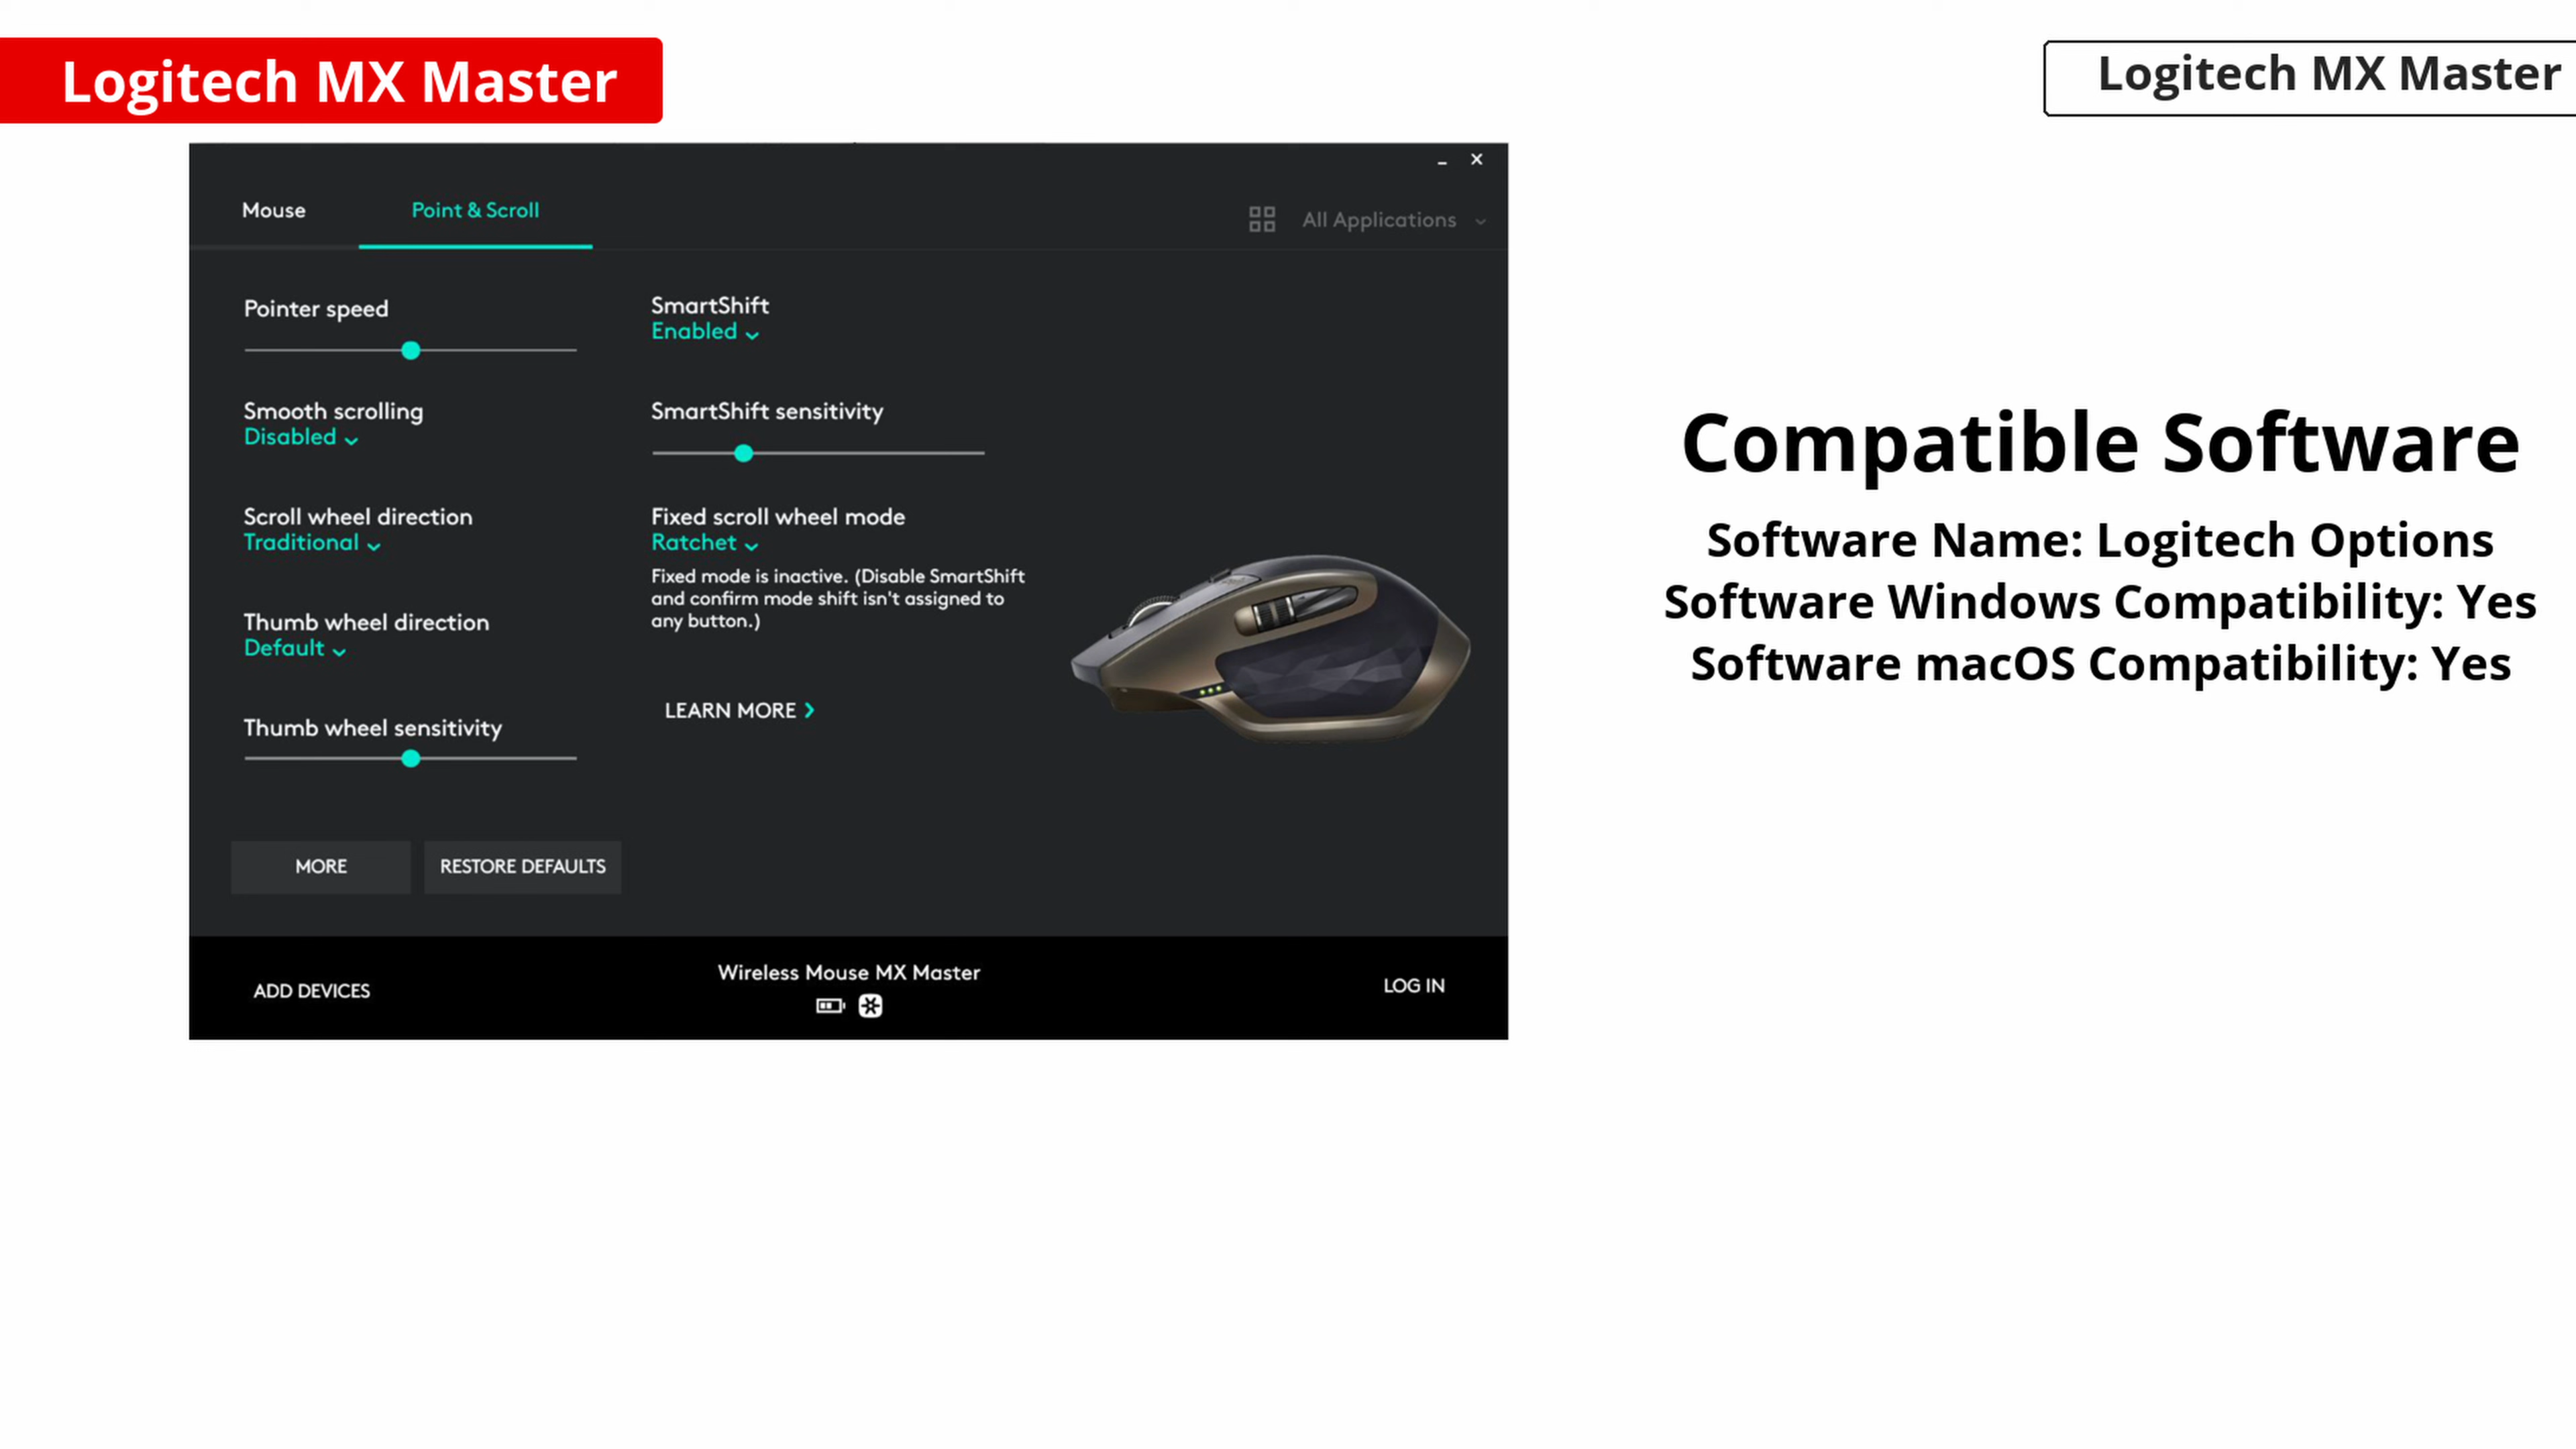 Logitech MX Master
Logitech MX Master
Mouse
Point & Scroll
All Applications
Pointer speed
Smooth scrolling
Disabled
Scroll wheel direction
Traditional
Thumb wheel direction
Default
Thumb wheel sensitivity
SmartShift
Enabled
SmartShift sensitivity
Fixed scroll wheel mode
Ratchet
Fixed mode is inactive. (Disable SmartShift
and confirm mode shift isn't assigned to
any button.)
LEARN MORE
MORE
RESTORE DEFAULTS
ADD DEVICES
Wireless Mouse MX Master
LOG IN
Compatible Software
Software Name: Logitech Options
Software Windows Compatibility: Yes
Software macOS Compatibility: Yes